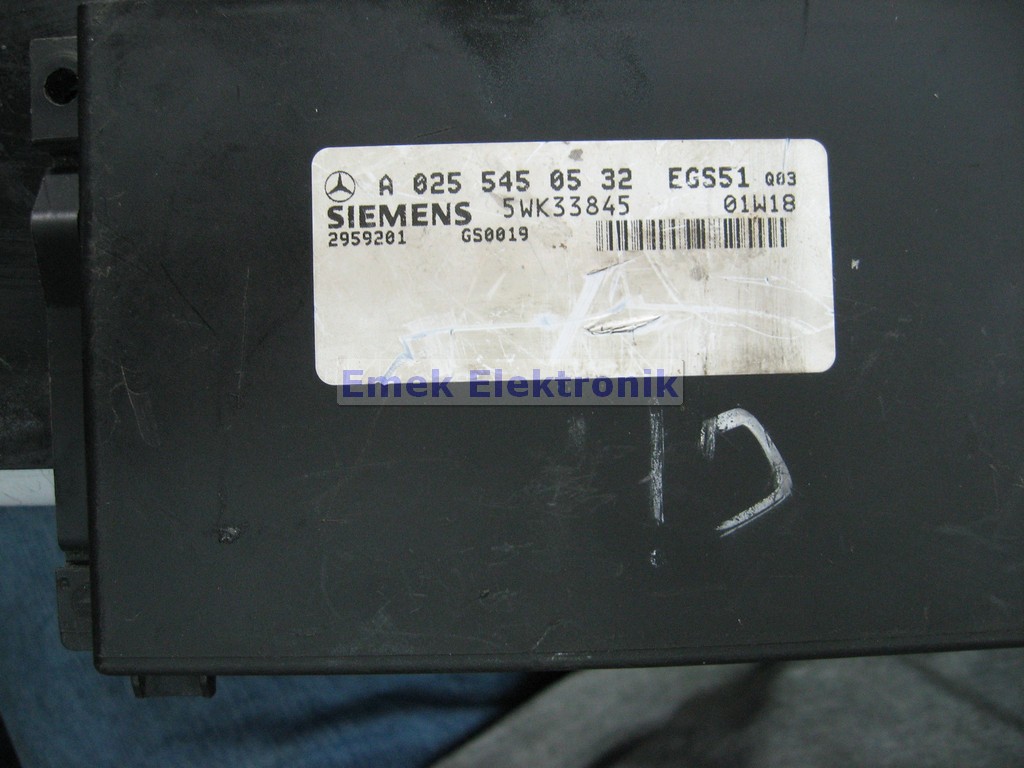 A 025 545 05 32 EGS51 Q03
SIEMENS 5WK33845 01W18
2959201 GS0019
Emek Elektronik